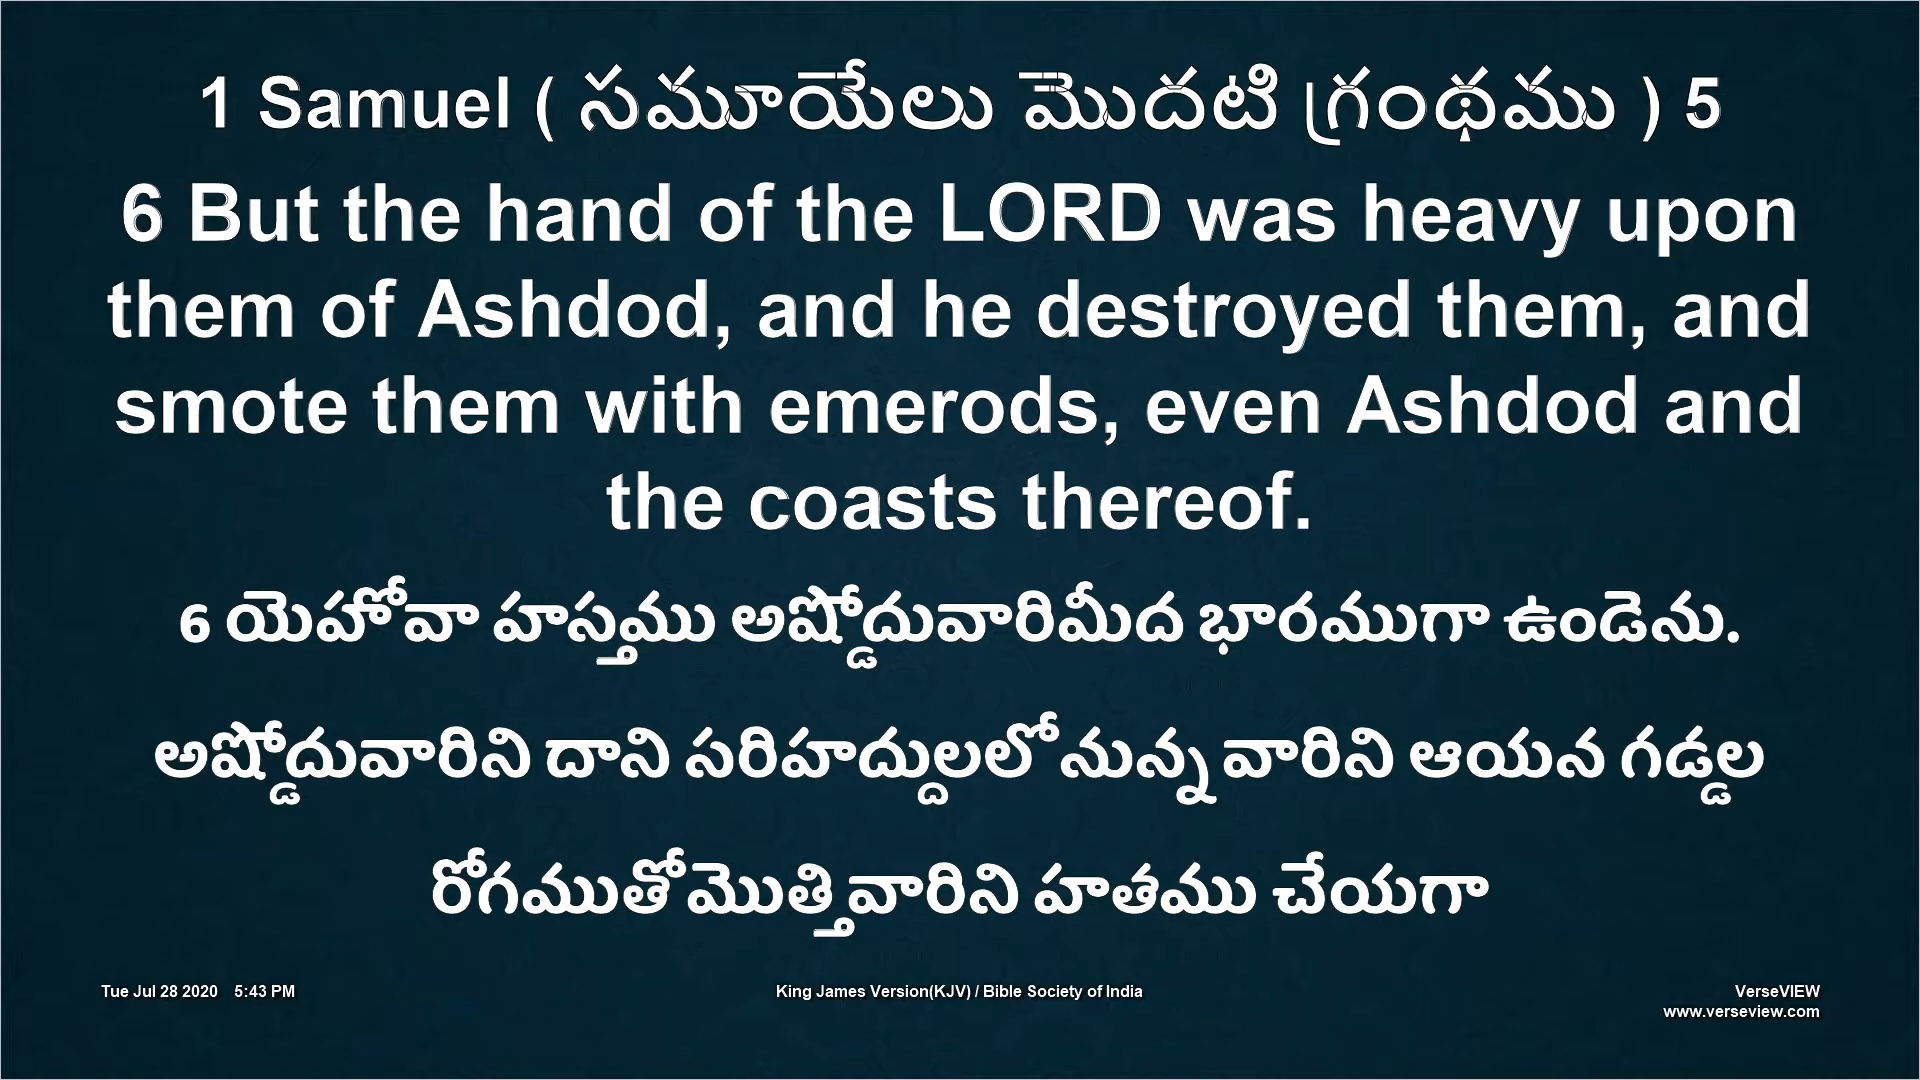 1 Samuel ( సమూయేలు మొదటి గ్రంథము ) 5
6 But the hand of the LORD was heavy upon
them of Ashdod, and he destroyed them, and
smote them with emerods, even Ashdod and
the coasts thereof.
6 యెహోవా హస్తము అష్డోదువారిమీద భారముగా ఉండెను.
అష్డోదువారిని దాని సరిహద్దులలో నున్న వారిని ఆయన గడ్డల
రోగముతో మొత్తి వారిని హతము చేయగా
Tue Jul 28 2020 5:43 PM
King James Version(KJV) / Bible Society of India
VerseVIEW
www.verseview.com